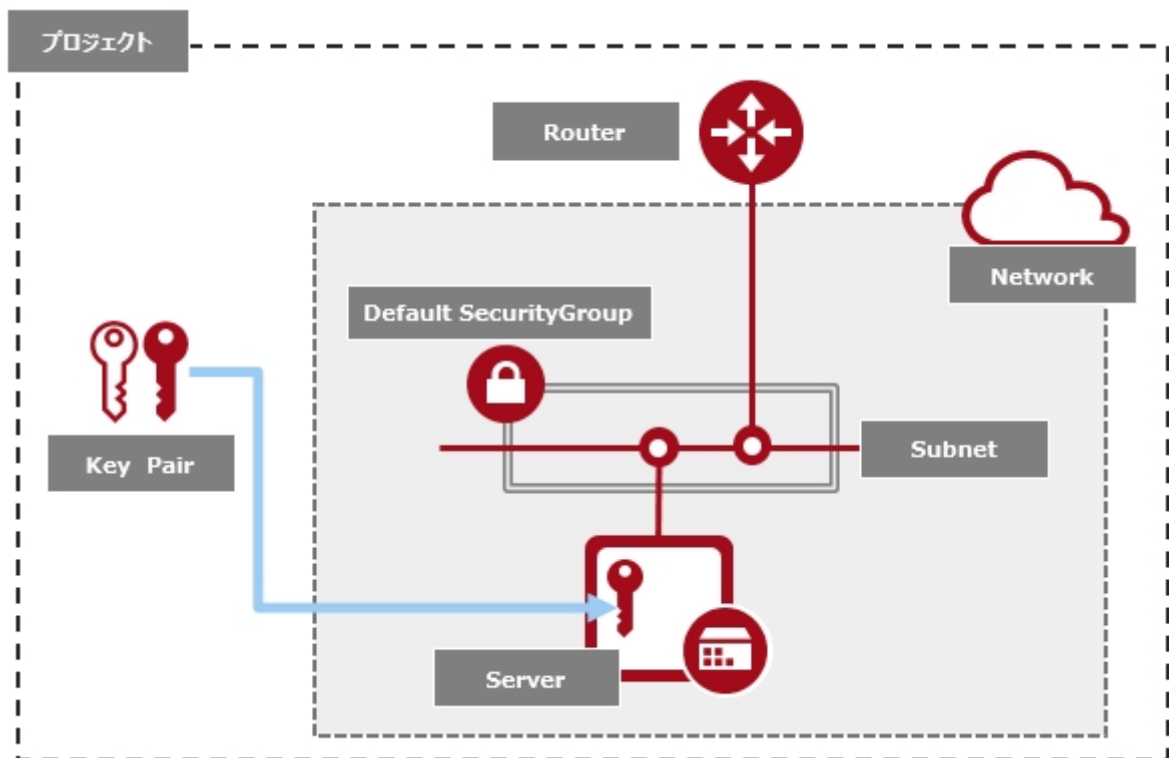 プロジェクト
Router
Network
Default SecurityGroup
Key Pair
Subnet
Server